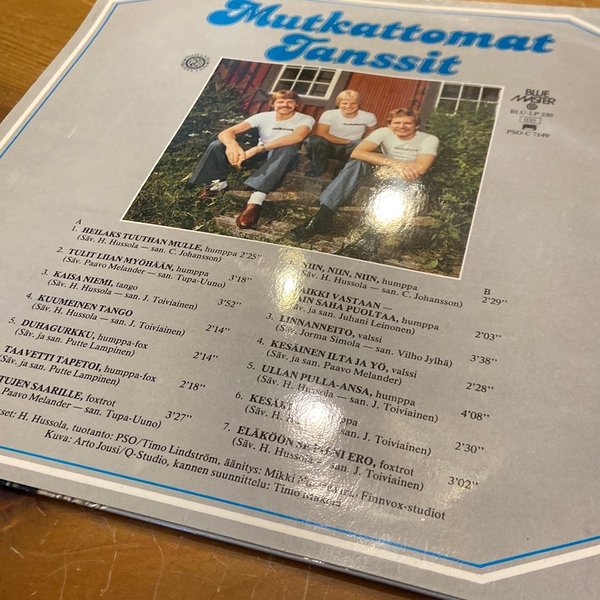 Mutkattomat
Tanssit
BLUE
MASTER
BLU-LP 230
PSO-C 7149
A
1. HEILAKS TUUTHAN MULLE, humppa 2'25''
(Säv. H. Hussola — san. C. Johansson)
2. TULIT LIIAN MYÖHÄÄN, humppa
(Säv. Paavo Melander — san. Tupa-Uuno) 3'18''
3. KAISA NIEMI, tango
(Säv. H. Hussola — san. J. Toiviainen) 3'52''
4. KUUMEINEN TANGO
(Säv. H. Hussola — san. J. Toiviainen) 2'14''
5. DUHAGURKKU, humppa-fox
(Säv. ja san. Putte Lampinen) 2'14''
TAAVETTI TAPETOI, humppa-fox
(Säv. ja san. Putte Lampinen) 2'18''
SAARILLE, foxtrot
Paavo Melander — san. Tupa-Uuno) 3'27''
B
NIIN, NIIN, NIIN, humppa
(Säv. H. Hussola — san. C. Johansson) 2'29''
VASTAAN —
SAHA PUOLTAA, humppa
ja san. Juhani Leinonen) 2'03''
3. LINNANNEITO, valssi
Jorma Simola — san. Vilho Jylhä) 3'38''
4. KESÄINEN ILTA JA YÖ, valssi
(Säv. ja san. Paavo Melander) 2'28''
5. ULLAN PULLA-ANSA, humppa
(Säv. H. Hussola — san. J. Toiviainen) 4'08''
6.
(Säv. san. J. Toiviainen) 2'30''
7. ELÄKÖÖN ERO, foxtrot
(Säv. H. Hussola — san. J. Toiviainen) 3'02''
H. Hussola, tuotanto: PSO/Timo Lindström, äänitys: Mikki Finnvox-studiot
Kuva: Arto Jousi/Q-Studio, kannen suunnittelu: Timo Mäkelä